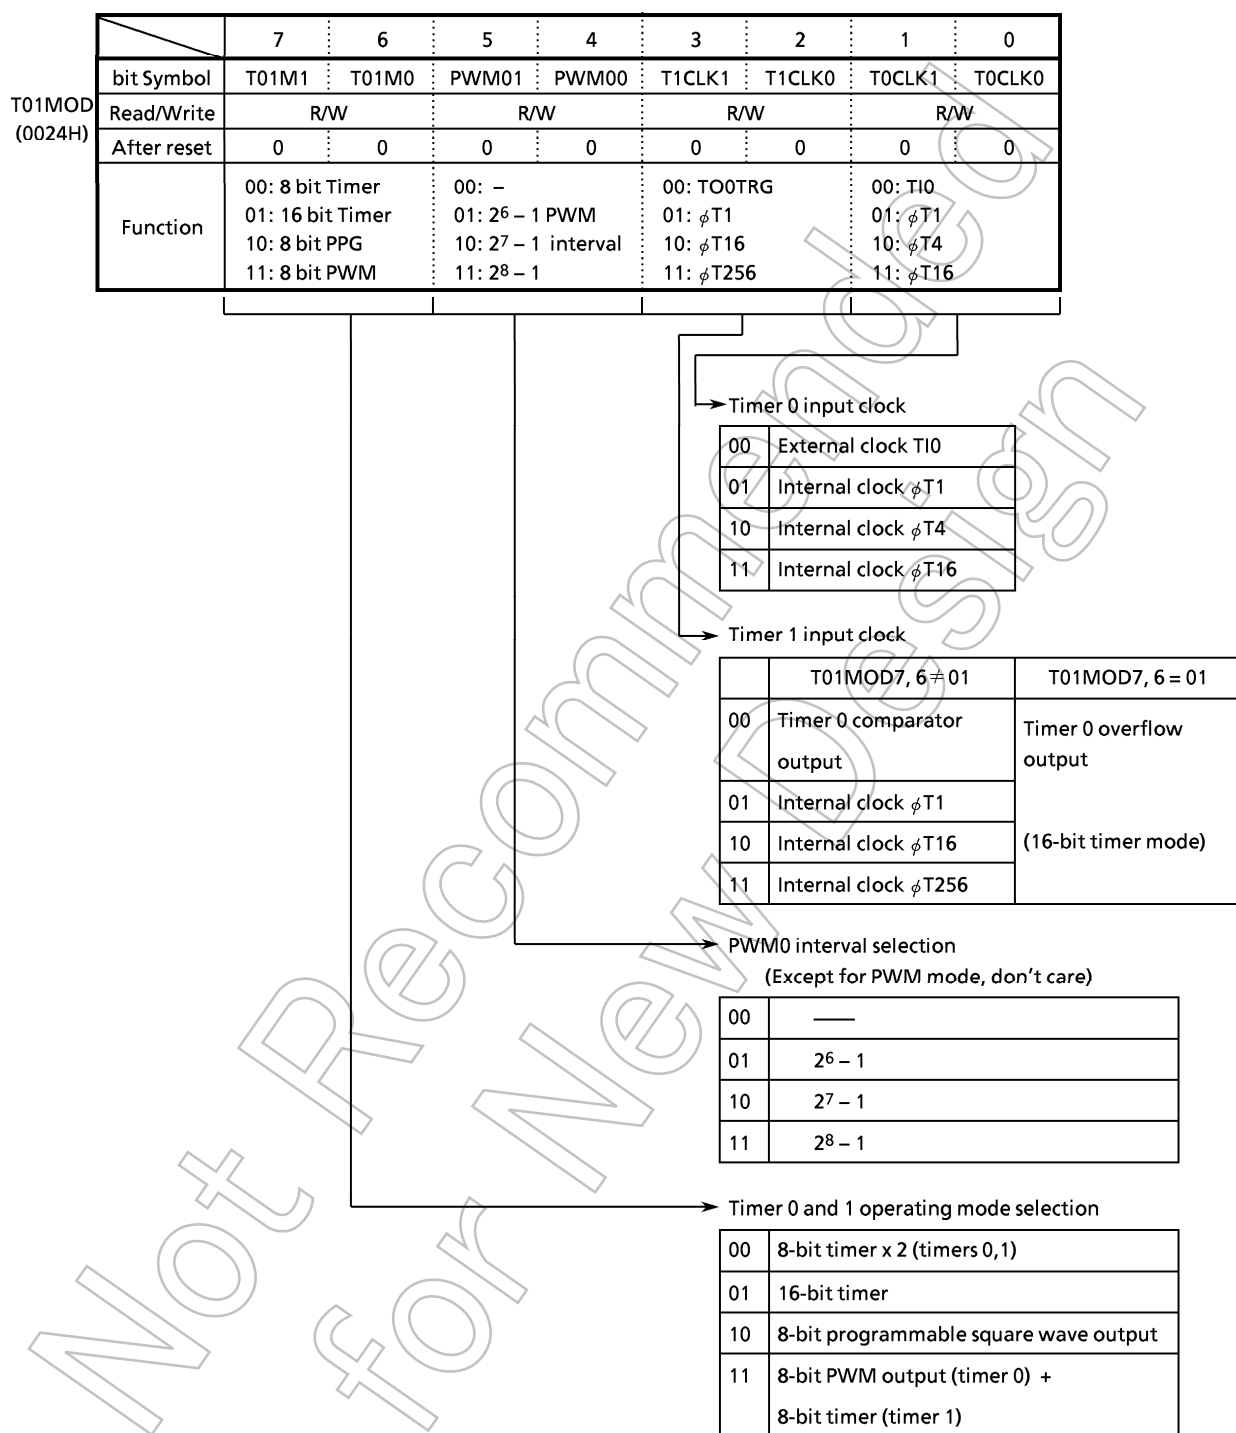 7 6 5 4 3 2 1 0
bit Symbol T01M1 T01M0 PWM01 PWM00 T1CLK1 T1CLK0 T0CLK1 T0CLK0
T01MOD
(0024H)
Read/Write R/W R/W R/W R/W
After reset 0 0 0 0 0 0 0 0
Function
00: 8 bit Timer 00: – 00: TO0TRG 00: TI0
01: 16 bit Timer 01: 2⁶ – 1 PWM 01: ϕT1 01: ϕT1
10: 8 bit PPG 10: 2⁷ – 1 interval 10: ϕT16 10: ϕT4
11: 8 bit PWM 11: 2⁸ – 1 11: ϕT256 11: ϕT16
Timer 0 input clock
00 External clock TI0
01 Internal clock ϕT1
10 Internal clock ϕT4
11 Internal clock ϕT16
Timer 1 input clock
T01MOD7, 6≠01 T01MOD7, 6 = 01
00 Timer 0 comparator
output
Timer 0 overflow
output
01 Internal clock ϕT1
10 Internal clock ϕT16
(16-bit timer mode)
11 Internal clock ϕT256
PWM0 interval selection
(Except for PWM mode, don't care)
00 ——
01 2⁶ – 1
10 2⁷ – 1
11 2⁸ – 1
Timer 0 and 1 operating mode selection
00 8-bit timer x 2 (timers 0,1)
01 16-bit timer
10 8-bit programmable square wave output
11 8-bit PWM output (timer 0) +
8-bit timer (timer 1)
Not Recommended
for New Design